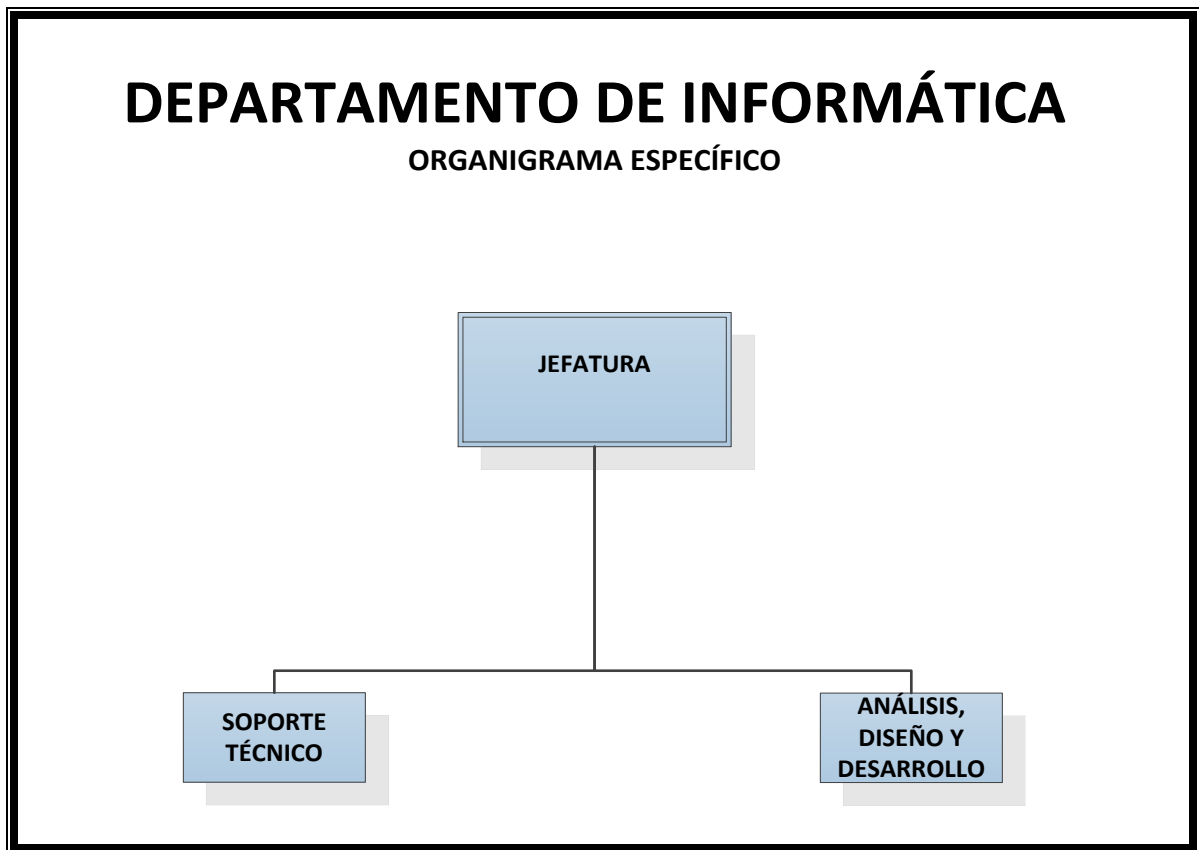 DEPARTAMENTO DE INFORMÁTICA
ORGANIGRAMA ESPECÍFICO
JEFATURA
SOPORTE
TÉCNICO
ANÁLISIS,
DISEÑO Y
DESARROLLO